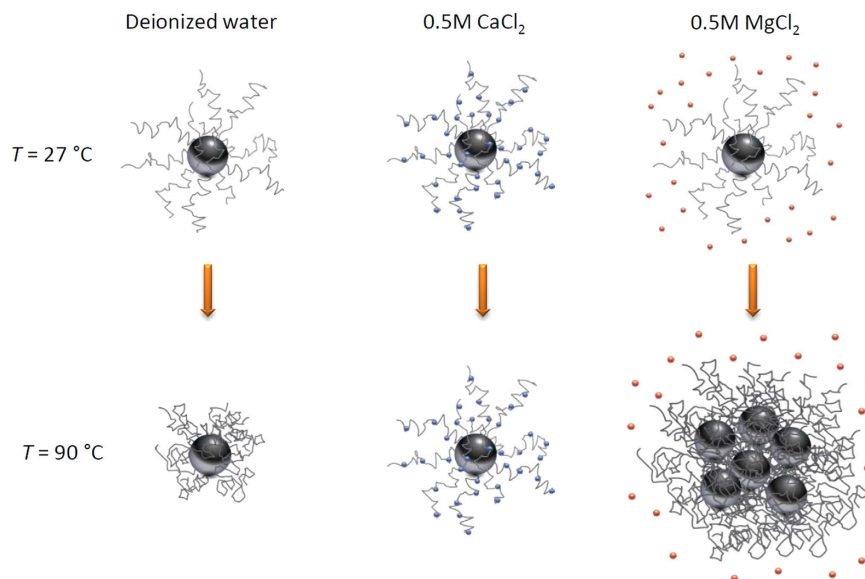 Deionized water
0.5M CaCl₂
0.5M MgCl₂
T = 27 °C
T = 90 °C